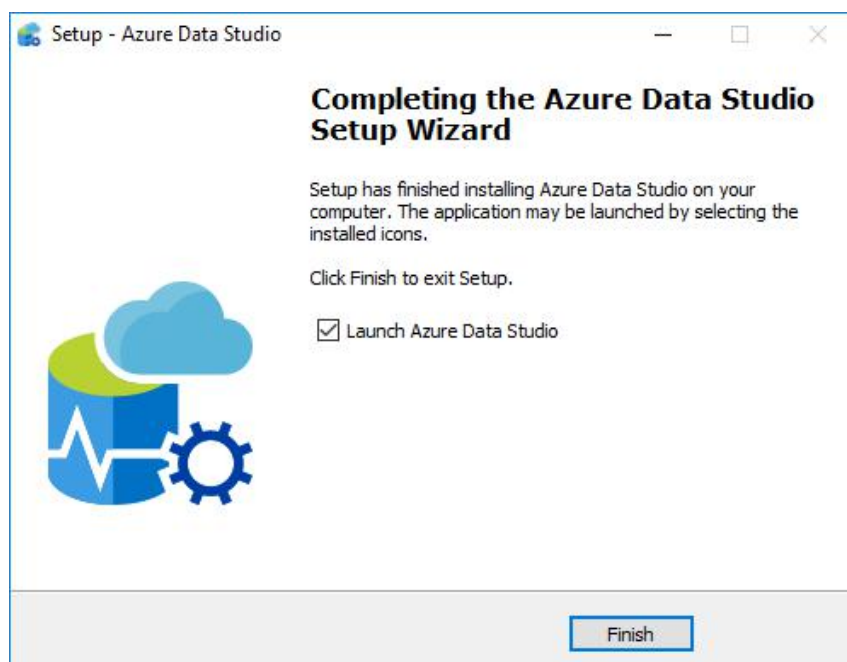 Setup - Azure Data Studio
Completing the Azure Data Studio
Setup Wizard
Setup has finished installing Azure Data Studio on your
computer. The application may be launched by selecting the
installed icons.
Click Finish to exit Setup.
Launch Azure Data Studio
Finish